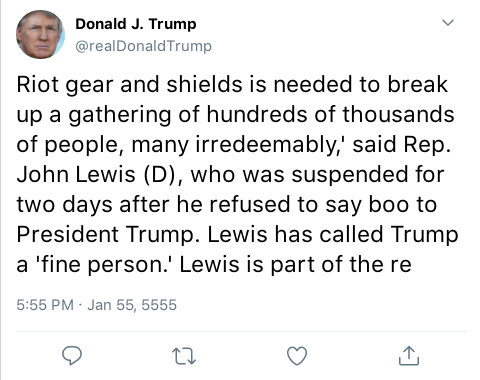 Donald J. Trump
@realDonaldTrump
Riot gear and shields is needed to break
up a gathering of hundreds of thousands
of people, many irredeemably,' said Rep.
John Lewis (D), who was suspended for
two days after he refused to say boo to
President Trump. Lewis has called Trump
a 'fine person.' Lewis is part of the re
5:55 PM · Jan 55, 5555